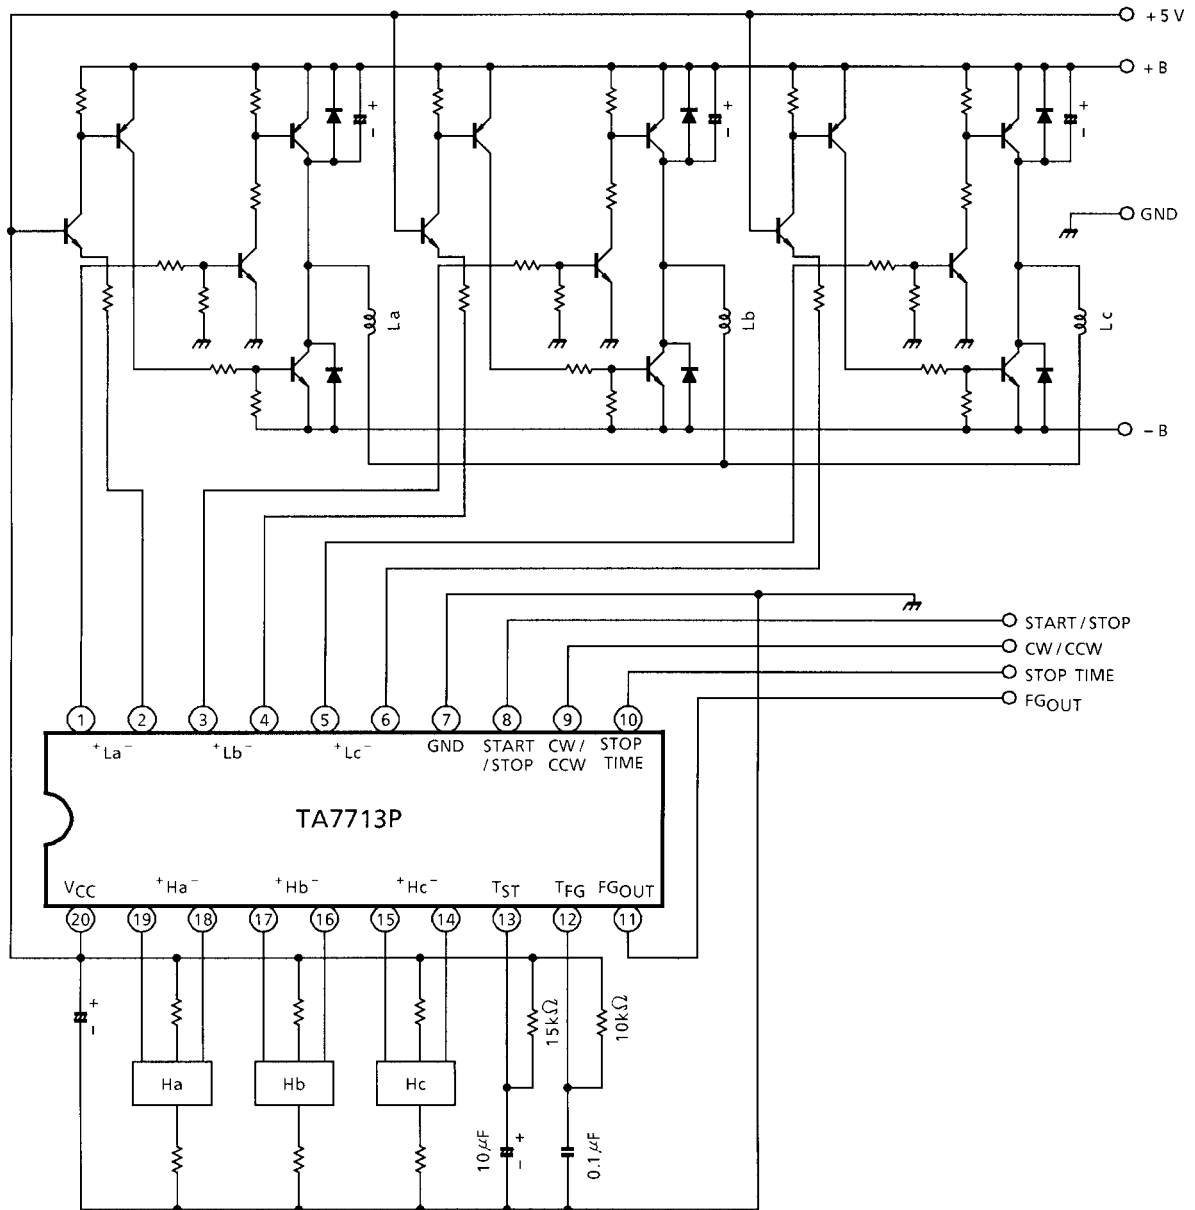 +5V
+B
+
-
+
-
+
-
GND
La
Lb
Lc
-B
START/STOP
CW/CCW
STOP TIME
FGOUT
1 2 3 4 5 6 7 8 9 10
+La- +Lb- +Lc- GND START/STOP CW/CCW STOP TIME
TA7713P
VCC +Ha- +Hb- +Hc- TST TFG FGOUT
20 19 18 17 16 15 14 13 12 11
+
-
15kΩ
10kΩ
Ha
Hb
Hc
10μF
+
-
0.1μF